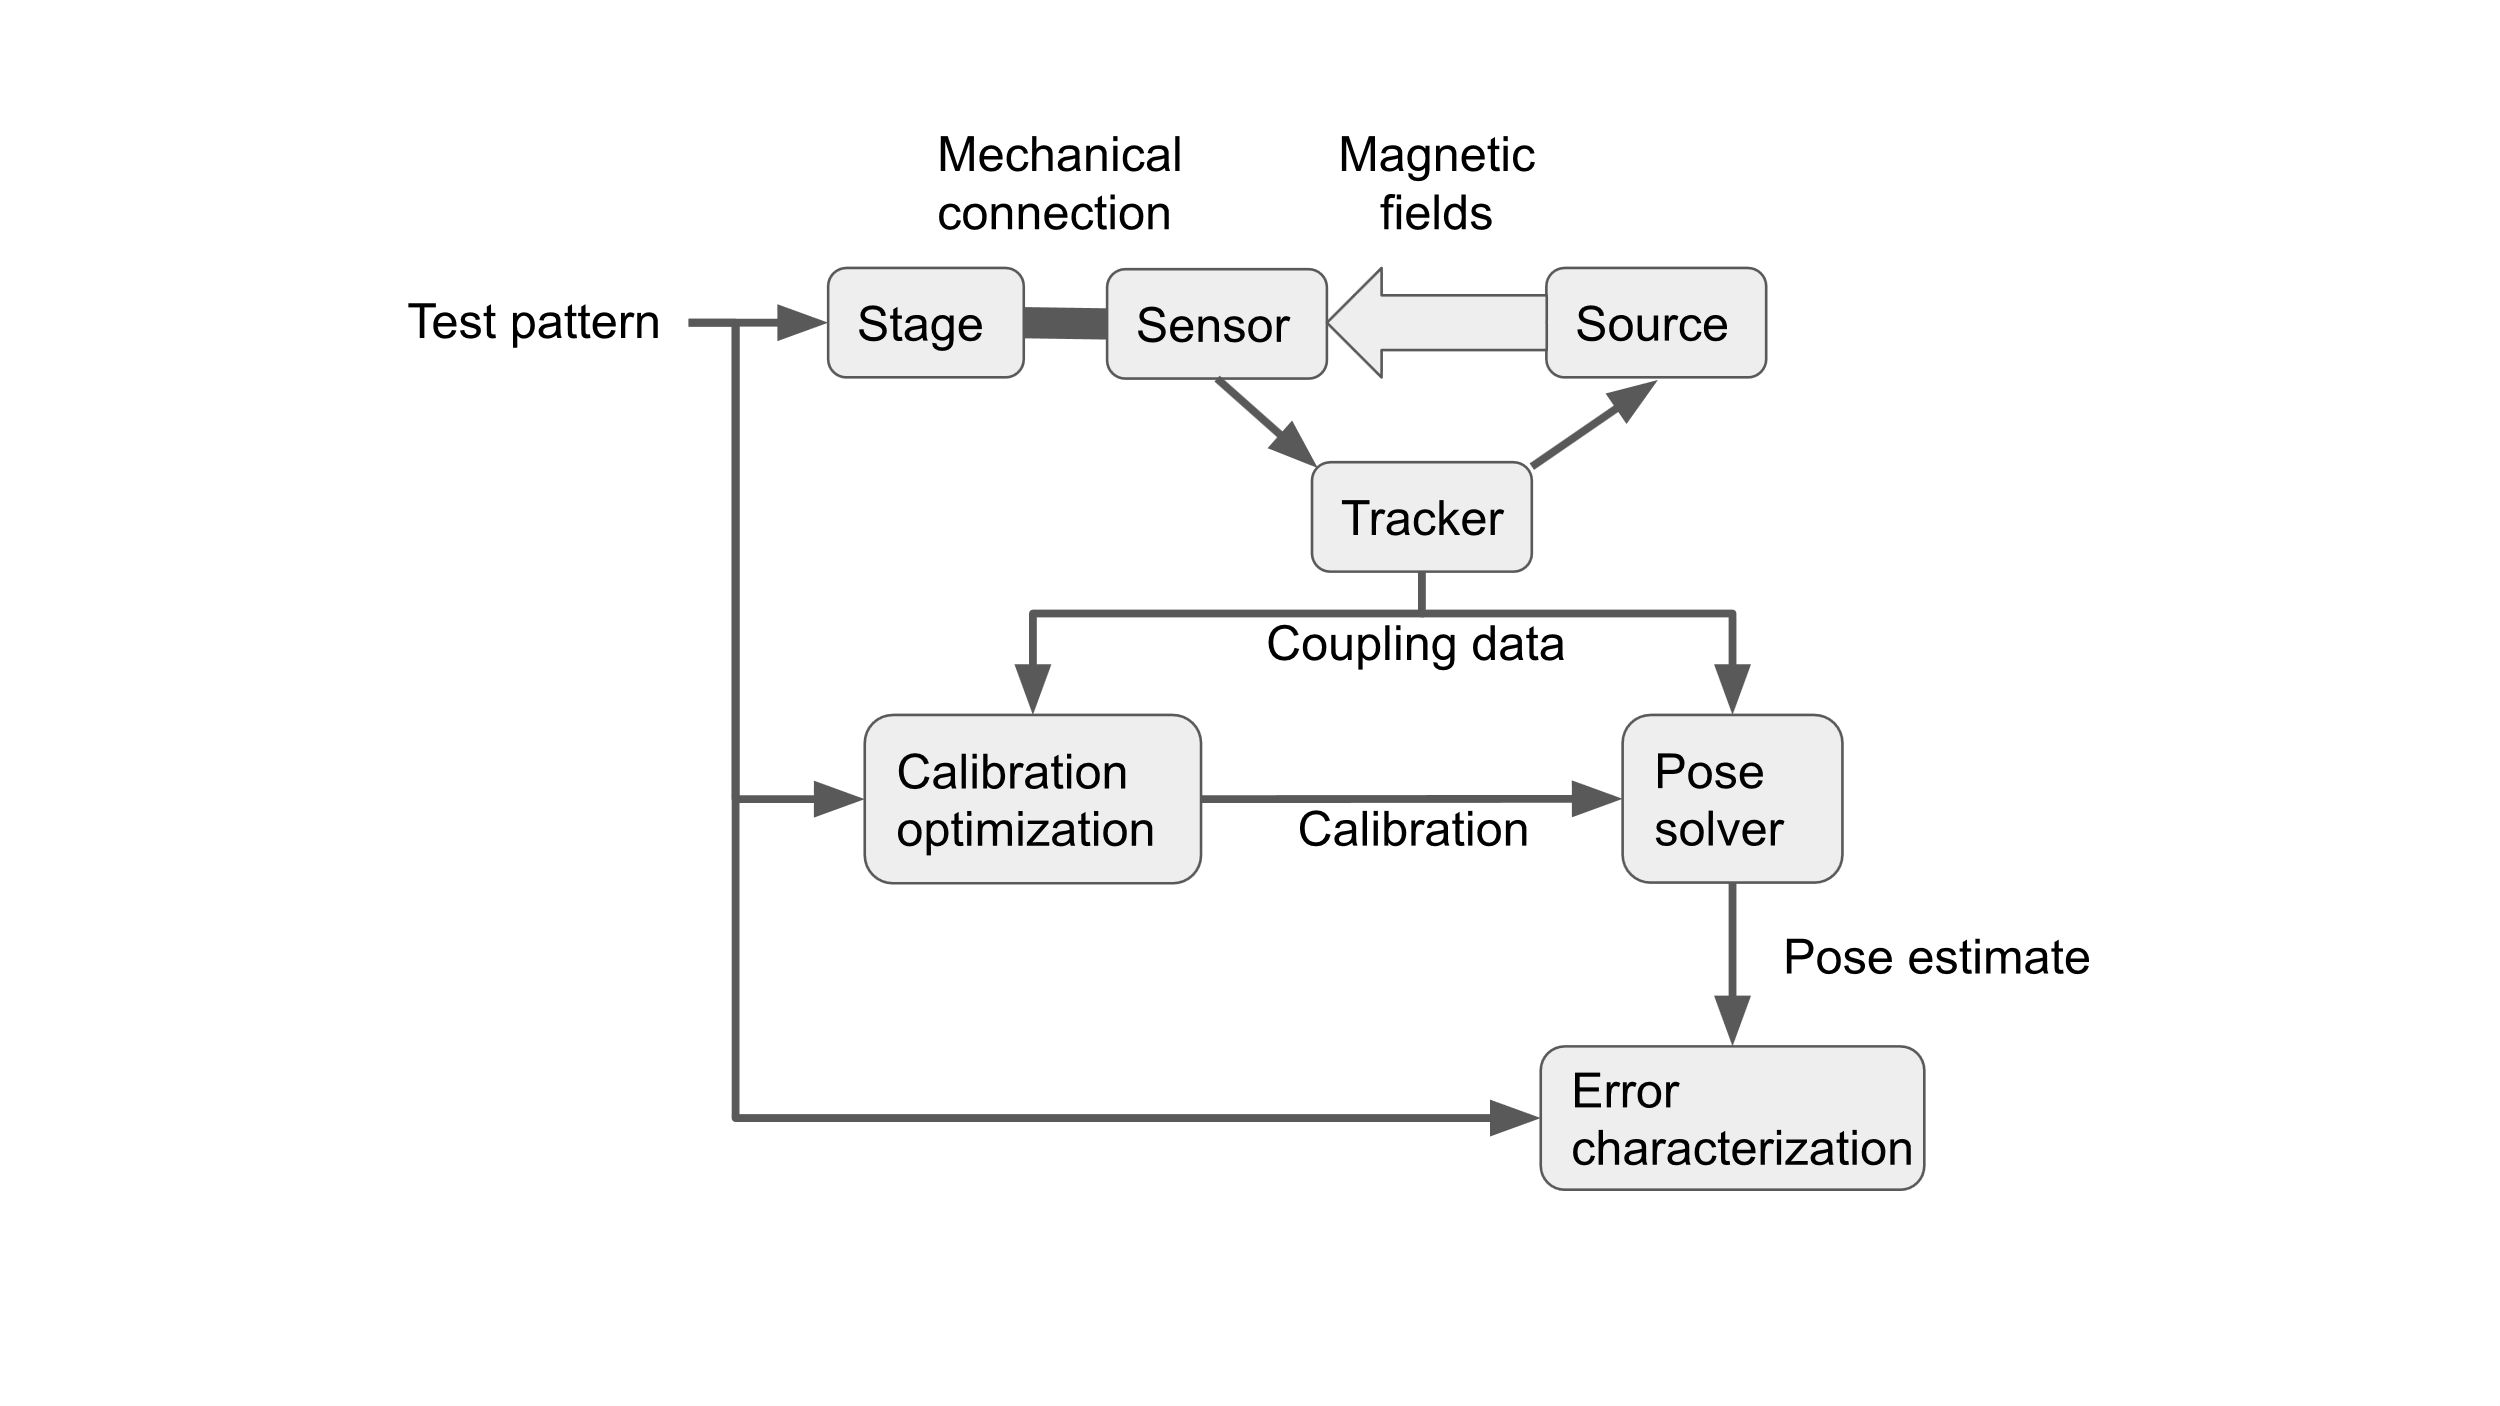 Mechanical
connection
Magnetic
fields
Test pattern
Stage
Sensor
Source
Tracker
Coupling data
Calibration
optimization
Calibration
Pose
solver
Pose estimate
Error
characterization